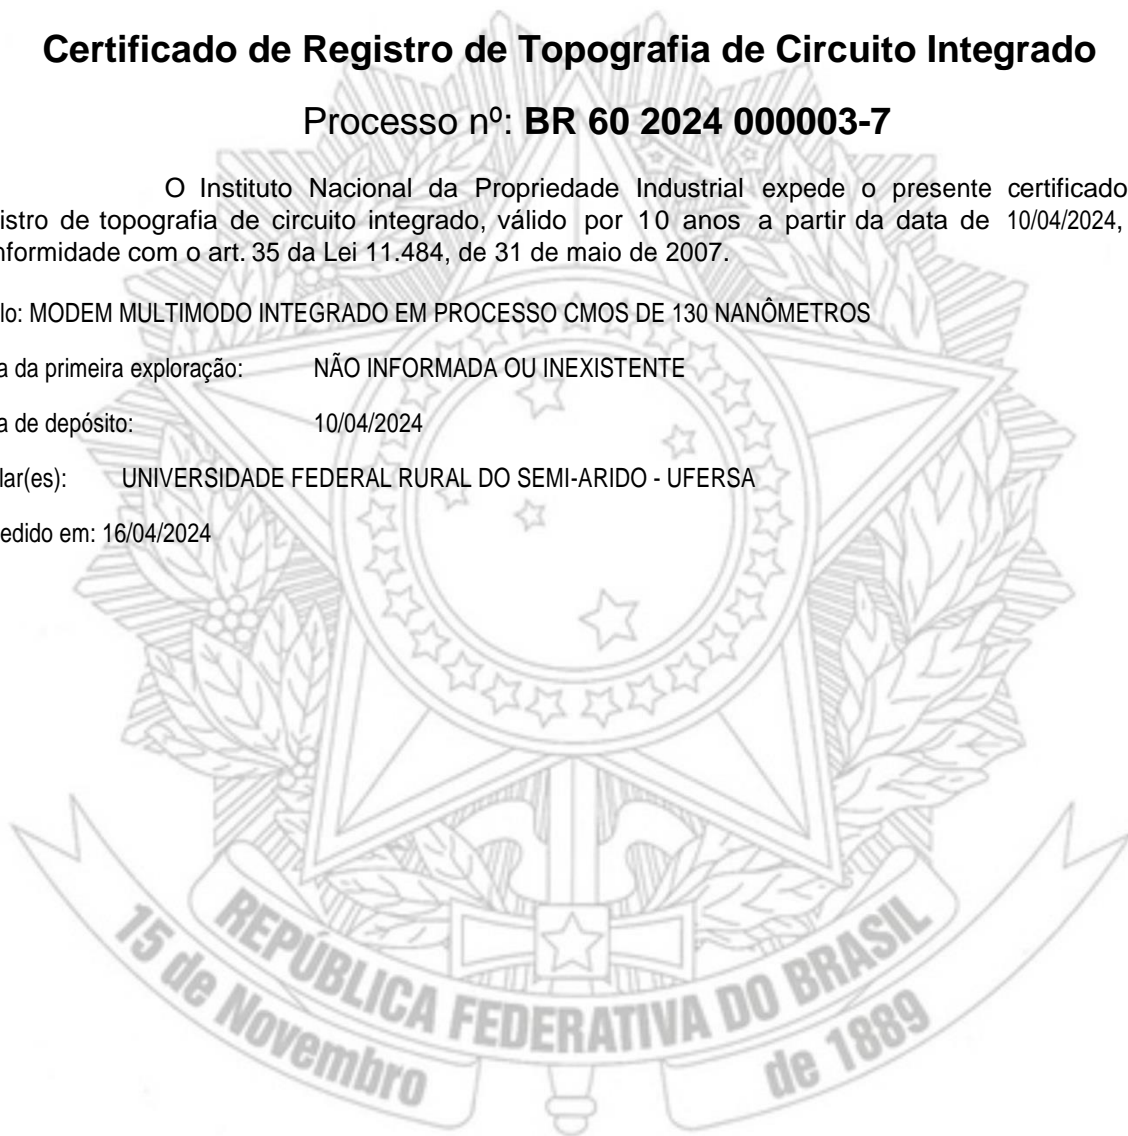 Certificado de Registro de Topografia de Circuito Integrado
Processo nº: BR 60 2024 000003-7
O Instituto Nacional da Propriedade Industrial expede o presente certificado
istro de topografia de circuito integrado, válido por 10 anos a partir da data de 10/04/2024,
nformidade com o art. 35 da Lei 11.484, de 31 de maio de 2007.
lo: MODEM MULTIMODO INTEGRADO EM PROCESSO CMOS DE 130 NANÔMETROS
a da primeira exploração: NÃO INFORMADA OU INEXISTENTE
a de depósito: 10/04/2024
lar(es): UNIVERSIDADE FEDERAL RURAL DO SEMI-ARIDO - UFERSA
edido em: 16/04/2024
REPÚBLICA FEDERATIVA DO BRASIL
15 de Novembro de 1889